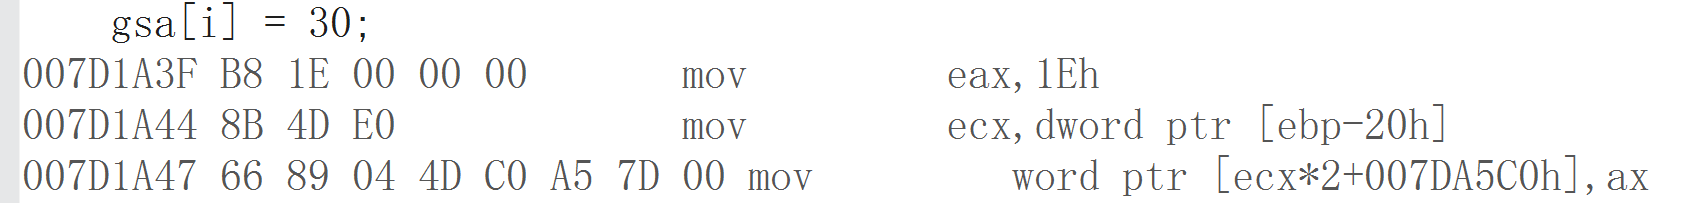 gsa[i] = 30;
007D1A3F B8 1E 00 00 00 mov eax,1Eh
007D1A44 8B 4D E0 mov ecx,dword ptr [ebp-20h]
007D1A47 66 89 04 4D C0 A5 7D 00 mov word ptr [ecx*2+007DA5C0h],ax